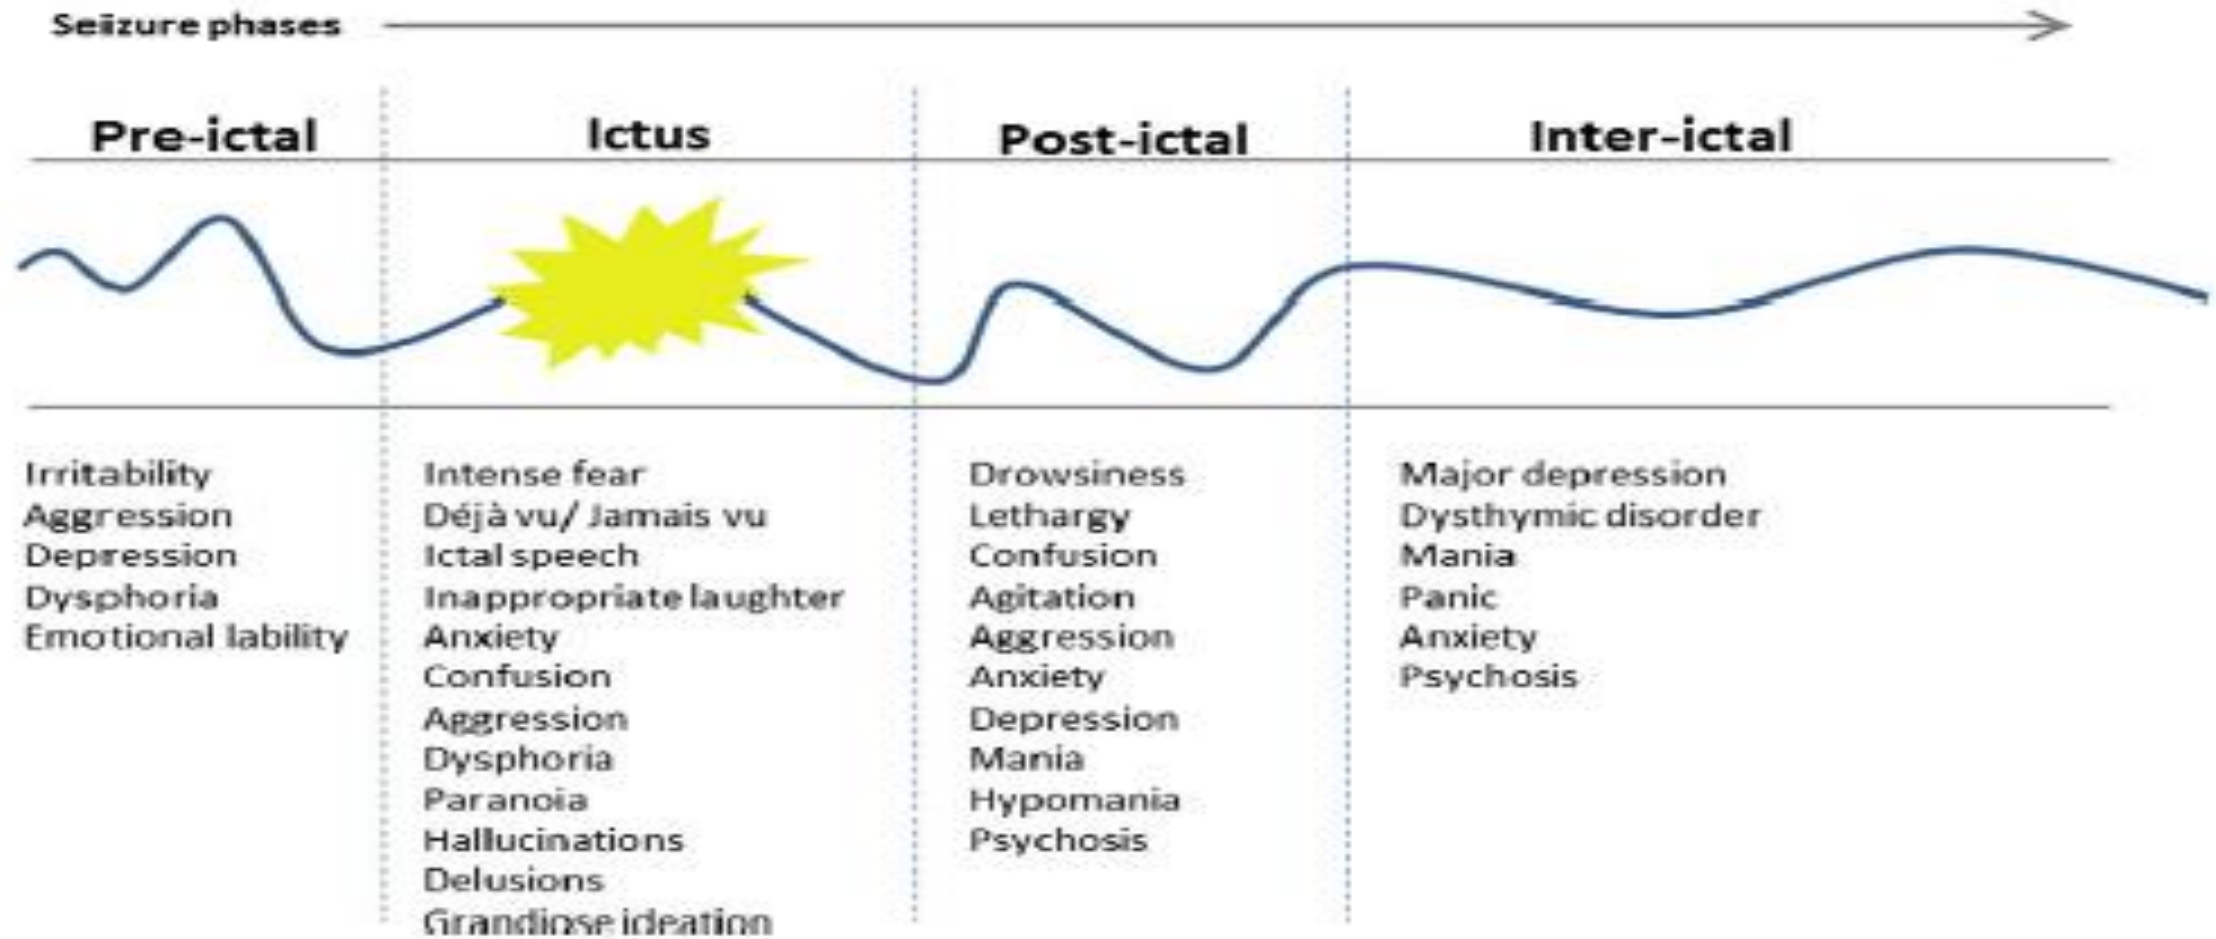 Seizure phases
Pre-ictal
Ictus
Post-ictal
Inter-ictal
Irritability
Aggression
Depression
Dysphoria
Emotional lability
Intense fear
Déjà vu/ Jamais vu
Ictal speech
Inappropriate laughter
Anxiety
Confusion
Aggression
Dysphoria
Paranoia
Hallucinations
Delusions
Grandiose ideation
Drowsiness
Lethargy
Confusion
Agitation
Aggression
Anxiety
Depression
Mania
Hypomania
Psychosis
Major depression
Dysthymic disorder
Mania
Panic
Anxiety
Psychosis